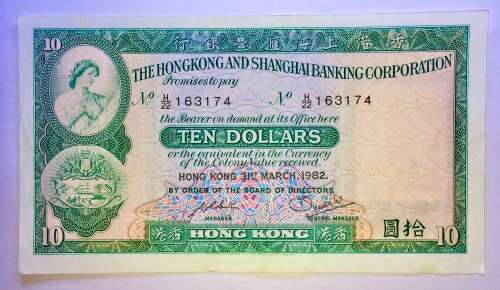 10
香港上海滙豐銀行
THE HONGKONG AND SHANGHAI BANKING CORPORATION
Promises to pay
No H/22 163174 No H/22 163174
the Bearer on demand at its Office here
TEN DOLLARS
or the equivalent in the Currency
of the Colony Value received.
HONG KONG 31ST MARCH, 1982.
BY ORDER OF THE BOARD OF DIRECTORS
MANAGER GENERAL MANAGER
拾圓
10 香港 HONG KONG 香港 10